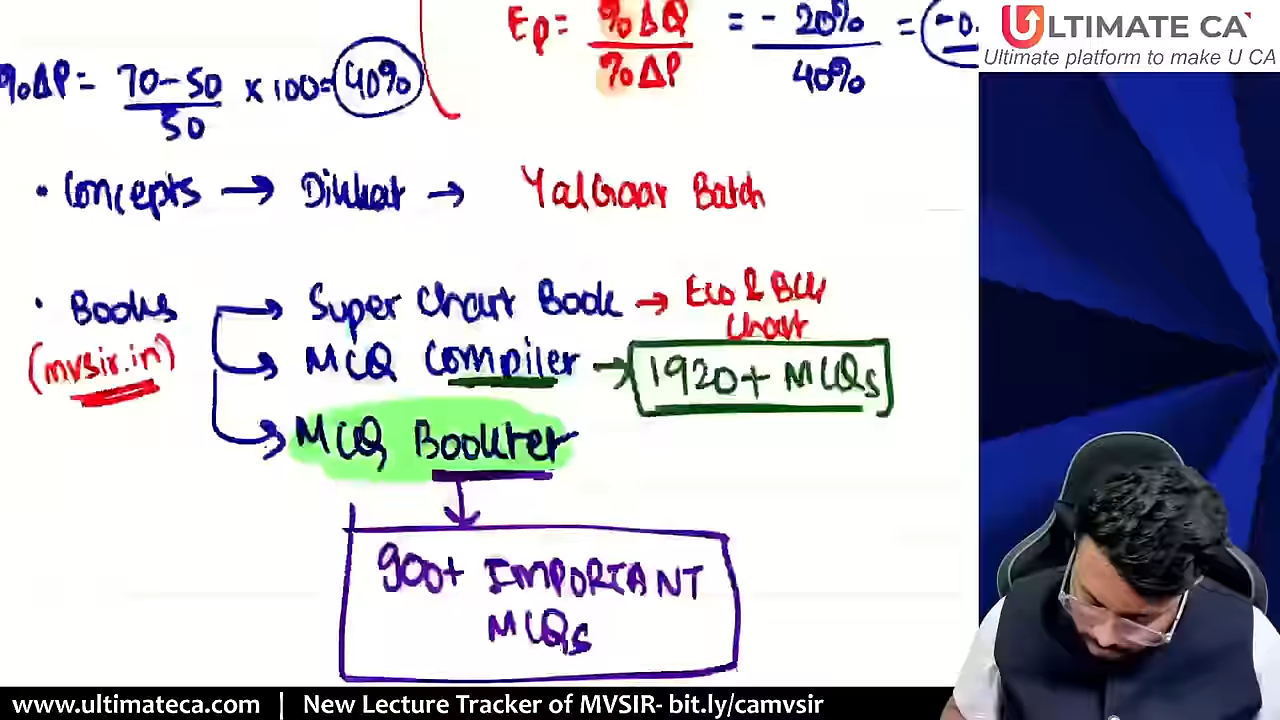 Ep = %ΔQ / %ΔP = -20% / 40% = -0.
%ΔP = 70-50 / 50 × 100 = 40%
ULTIMATE CA
Ultimate platform to make U CA
• Concepts → Dikkat → YalGaar Batch
• Books → Super Chart Book → Eco & BCK Chart
(mvsir.in) → MCQ Compiler → 1920+ MCQs
→ MCQ Booklet
900+ IMPORTANT
MCQs
www.ultimateca.com | New Lecture Tracker of MVSIR- bit.ly/camvsir